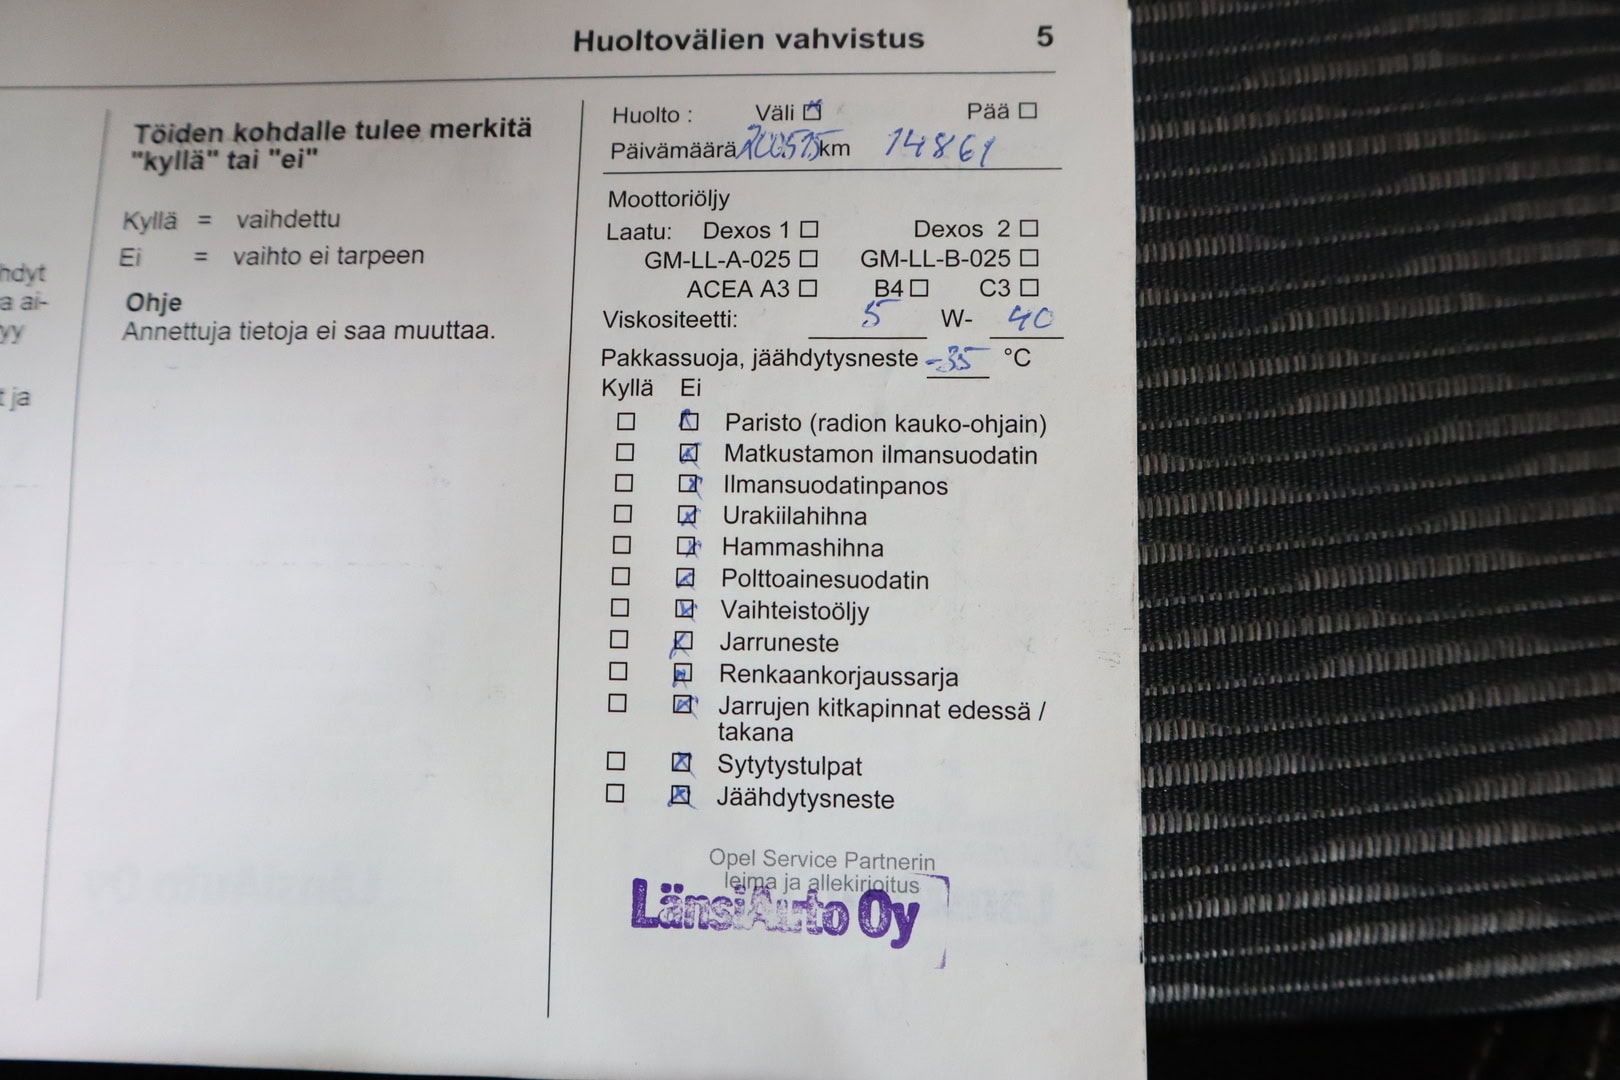 Huoltovälien vahvistus 5
hdyt
a ai-
yy
t ja
Töiden kohdalle tulee merkitä
"kyllä" tai "ei"
Kyllä = vaihdettu
Ei = vaihto ei tarpeen
Ohje
Annettuja tietoja ei saa muuttaa.
Huolto : Väli Pää
Päivämäärä km 14861
Moottoriöljy
Laatu: Dexos 1 Dexos 2
GM-LL-A-025 GM-LL-B-025
ACEA A3 B4 C3
Viskositeetti: 5 W- 40
Pakkassuoja, jäähdytysneste -35 °C
Kyllä Ei
Paristo (radion kauko-ohjain)
Matkustamon ilmansuodatin
Ilmansuodatinpanos
Urakiilahihna
Hammashihna
Polttoainesuodatin
Vaihteistoöljy
Jarruneste
Renkaankorjaussarja
Jarrujen kitkapinnat edessä /
takana
Sytytystulpat
Jäähdytysneste
Opel Service Partnerin
leima ja allekirjoitus
LänsiAuto Oy